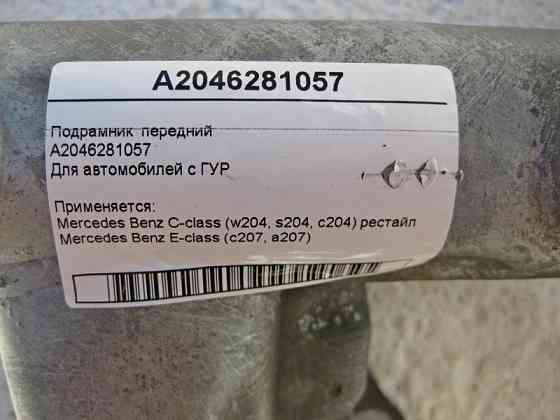 A2046281057
Подрамник передний
A2046281057
Для автомобилей с ГУР
Применяется:
Mercedes Benz C-class (w204, s204, c204) рестайл
Mercedes Benz E-class (c207, a207)